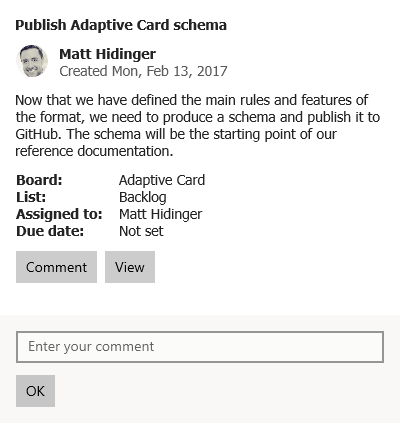 Publish Adaptive Card schema
Matt Hidinger
Created Mon, Feb 13, 2017
Now that we have defined the main rules and features of
the format, we need to produce a schema and publish it to
GitHub. The schema will be the starting point of our
reference documentation.
Board: Adaptive Card
List: Backlog
Assigned to: Matt Hidinger
Due date: Not set
Comment View
Enter your comment
OK